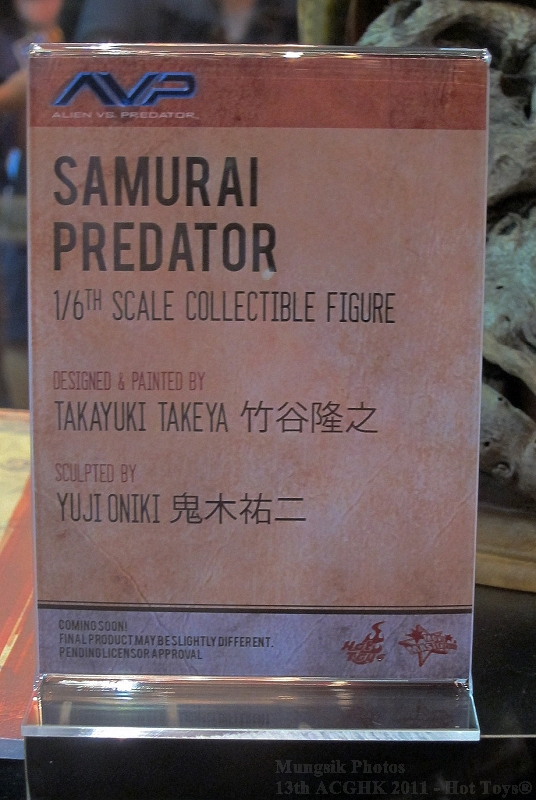 AVP
ALIEN VS. PREDATOR
SAMURAI
PREDATOR
1/6TH SCALE COLLECTIBLE FIGURE
DESIGNED & PAINTED BY
TAKAYUKI TAKEYA 竹谷隆之
SCULPTED BY
YUJI ONIKI 鬼木祐二
COMING SOON!
FINAL PRODUCT MAY BE SLIGHTLY DIFFERENT.
PENDING LICENSOR APPROVAL
Hot Toys
Mungsik Photos
13th ACGHK 2011 - Hot Toys®